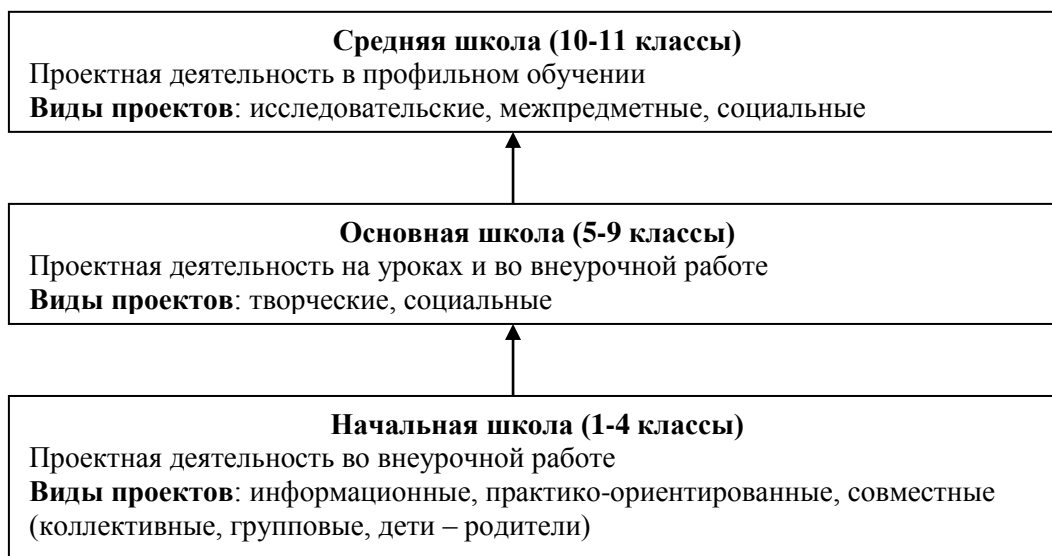 Средняя школа (10-11 классы)
Проектная деятельность в профильном обучении
Виды проектов: исследовательские, межпредметные, социальные
Основная школа (5-9 классы)
Проектная деятельность на уроках и во внеурочной работе
Виды проектов: творческие, социальные
Начальная школа (1-4 классы)
Проектная деятельность во внеурочной работе
Виды проектов: информационные, практико-ориентированные, совместные
(коллективные, групповые, дети – родители)